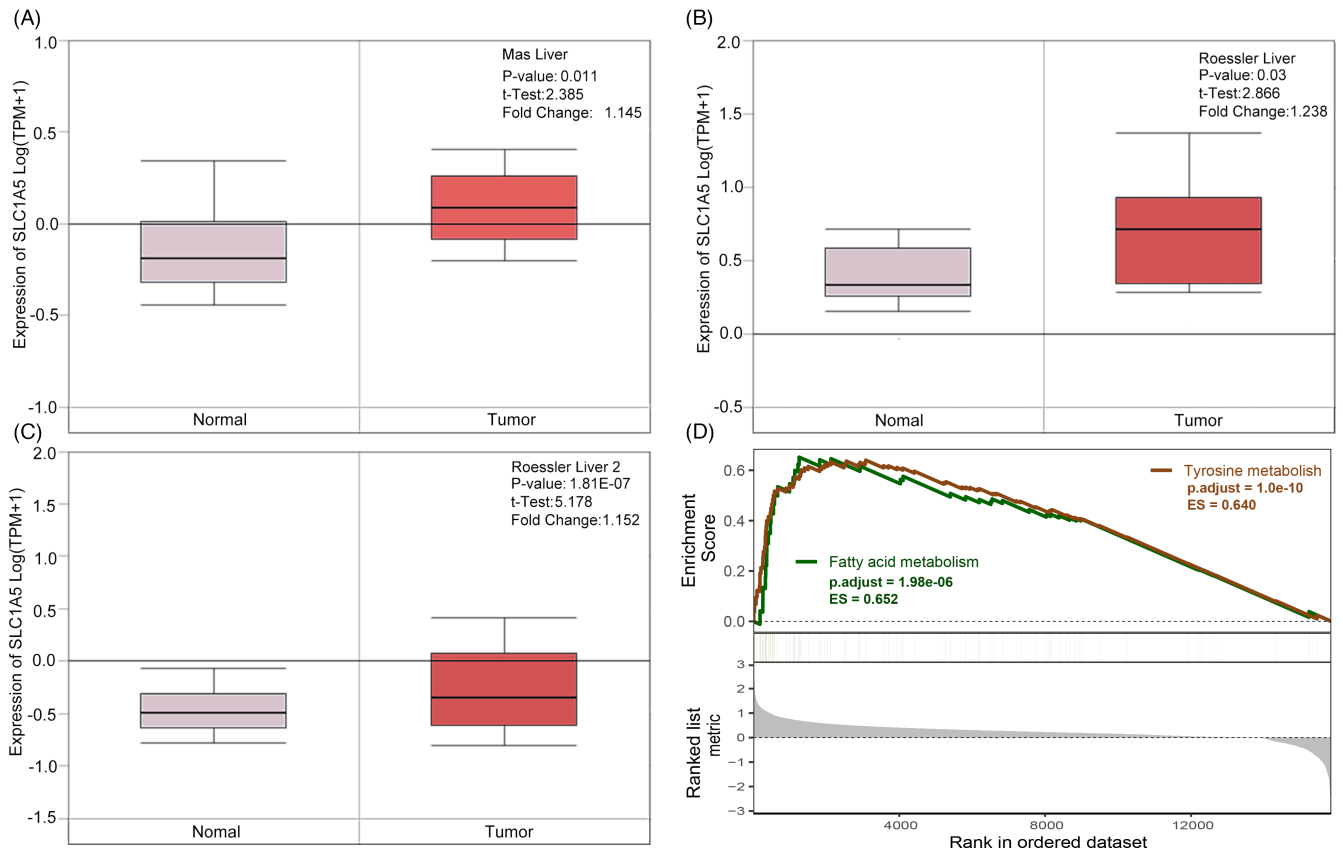 (A)
Expression of SLC1A5 Log(TPM+1)
1.0
0.5
0.0
-0.5
-1.0
Mas Liver
P-value: 0.011
t-Test:2.385
Fold Change: 1.145
Normal
Tumor
(B)
Expression of SLC1A5 Log(TPM+1)
2.0
1.5
1.0
0.5
0.0
-0.5
Roessler Liver
P-value: 0.03
t-Test:2.866
Fold Change:1.238
Nomal
Tumor
(C)
Expression of SLC1A5 Log(TPM+1)
2.0
1.5
1.0
0.5
0.0
-0.5
-1.0
-1.5
Roessler Liver 2
P-value: 1.81E-07
t-Test:5.178
Fold Change:1.152
Nomal
Tumor
(D)
Enrichment
Score
0.6
0.4
0.2
0.0
Tyrosine metabolish
p.adjust = 1.0e-10
ES = 0.640
Fatty acid metabolism
p.adjust = 1.98e-06
ES = 0.652
Ranked list
metric
3
2
1
0
−1
−2
−3
4000
8000
12000
Rank in ordered dataset